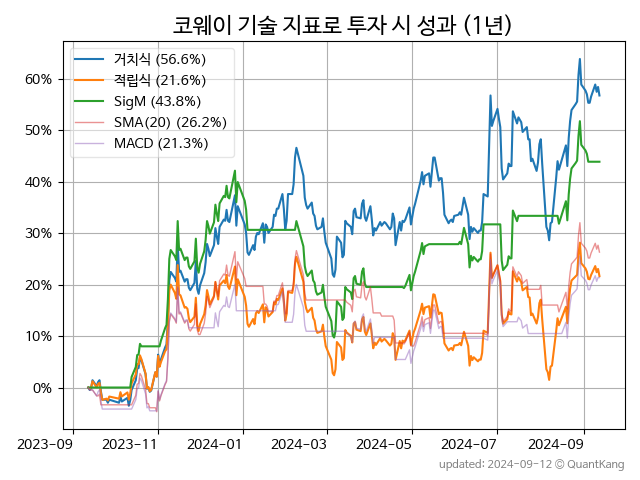 코웨이 기술 지표로 투자 시 성과 (1년)
거치식 (56.6%)
적립식 (21.6%)
SigM (43.8%)
SMA(20) (26.2%)
MACD (21.3%)
60%
50%
40%
30%
20%
10%
0%
2023-09 2023-11 2024-01 2024-03 2024-05 2024-07 2024-09
updated: 2024-09-12 © QuantKang